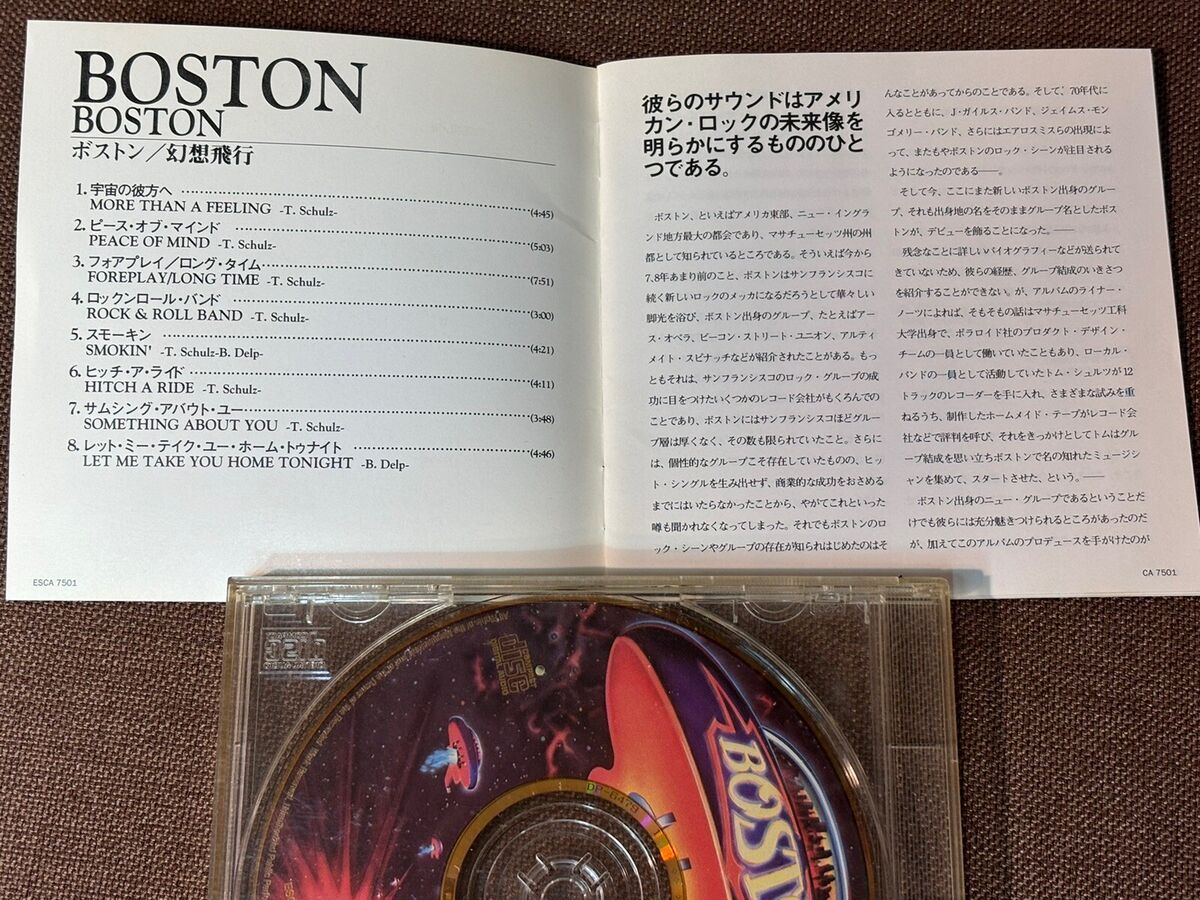 BOSTON
BOSTON
ボストン／幻想飛行
1. 宇宙の彼方へ ……………(4:45)
MORE THAN A FEELING -T. Schulz-
2. ピース・オブ・マインド ……………(5:03)
PEACE OF MIND -T. Schulz-
3. フォアプレイ／ロング・タイム ……………(7:51)
FOREPLAY/LONG TIME -T. Schulz-
4. ロックンロール・バンド ……………(3:00)
ROCK & ROLL BAND -T. Schulz-
5. スモーキン ……………(4:21)
SMOKIN' -T. Schulz-B. Delp-
6. ヒッチ・ア・ライド ……………(4:11)
HITCH A RIDE -T. Schulz-
7. サムシング・アバウト・ユー ……………(3:48)
SOMETHING ABOUT YOU -T. Schulz-
8. レット・ミー・テイク・ユー・ホーム・トゥナイト ……………(4:46)
LET ME TAKE YOU HOME TONIGHT -B. Delp-
ESCA 7501
彼らのサウンドはアメリ
カン・ロックの未来像を
明らかにするもののひと
つである。
ボストン、といえばアメリカ東部、ニュー・イングラ
ンド地方最大の都会であり、マサチューセッツ州の州
都として知られているところである。そういえば今から
7,8年あまり前のこと、ボストンはサンフランシスコに
続く新しいロックのメッカになるだろうとして華々しい
脚光を浴び、ボストン出身のグループ、たとえばアー
ス・オペラ、ビーコン・ストリート・ユニオン、アルティ
メイト・スピナッチなどが紹介されたことがある。もっ
ともそれは、サンフランシスコのロック・グループの成
功に目をつけたいくつかのレコード会社がもくろんでの
ことであり、ボストンにはサンフランシスコほどグルー
プ層は厚くなく、その数も限られていたこと。さらに
は、個性的なグループこそ存在していたものの、ヒッ
ト・シングルを生み出せず、商業的な成功をおさめる
までにはいたらなかったことから、やがてこれといった
噂も聞かれなくなってしまった。それでもボストンのロ
ック・シーンやグループの存在が知られはじめたのはそ
んなことがあってからのことである。そして、'70年代に
入るとともに、J・ガイルス・バンド、ジェイムス・モン
ゴメリー・バンド、さらにはエアロスミスらの出現によ
って、またもやボストンのロック・シーンが注目される
ようになったのである――。
そして今、ここにまた新しいボストン出身のグルー
プ、それも出身地の名をそのままグループ名としたボス
トンが、デビューを飾ることになった。――
残念なことに詳しいバイオグラフィーなどが送られて
きていないため、彼らの経歴、グループ結成のいきさつ
を紹介することができない。が、アルバムのライナー・
ノーツによれば、そもそもの話はマサチューセッツ工科
大学出身で、ポラロイド社のプロダクト・デザイン・
チームの一員として働いていたこともあり、ローカル・
バンドの一員として活動していたトム・シュルツが12
トラックのレコーダーを手に入れ、さまざまな試みを重
ねるうち、制作したホームメイド・テープがレコード会
社などで評判を呼び、それをきっかけとしてトムはグル
ープ結成を思い立ちボストンで名の知れたミュージシ
ャンを集めて、スタートさせた、という。――
ボストン出身のニュー・グループであるということだ
けでも彼らには充分魅きつけられるところがあったのだ
が、加えてこのアルバムのプロデュースを手がけたのが
CA 7501
COMPACT
disc
DIGITAL AUDIO
BOST